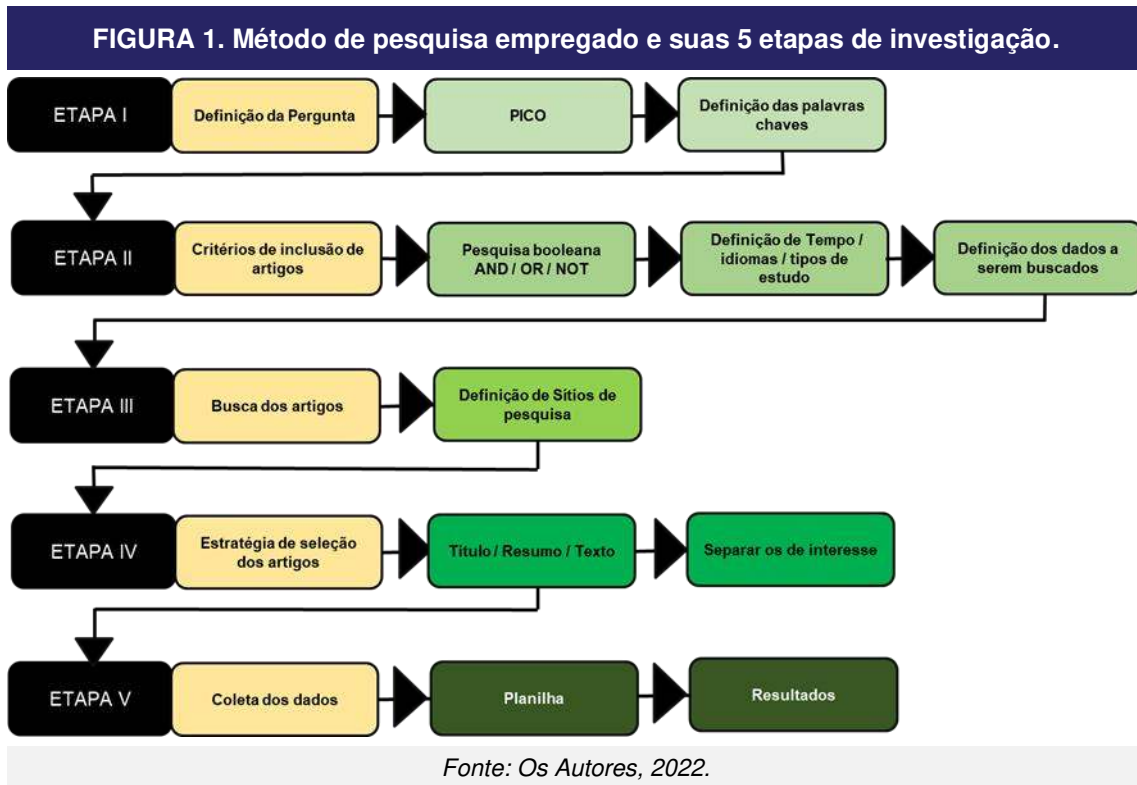 FIGURA 1. Método de pesquisa empregado e suas 5 etapas de investigação.
ETAPA I
Definição da Pergunta
PICO
Definição das palavras
chaves
ETAPA II
Critérios de inclusão de
artigos
Pesquisa booleana
AND / OR / NOT
Definição de Tempo /
idiomas / tipos de
estudo
Definição dos dados a
serem buscados
ETAPA III
Busca dos artigos
Definição de Sítios de
pesquisa
ETAPA IV
Estratégia de seleção
dos artigos
Titulo / Resumo / Texto
Separar os de interesse
ETAPA V
Coleta dos dados
Planilha
Resultados
Fonte: Os Autores, 2022.